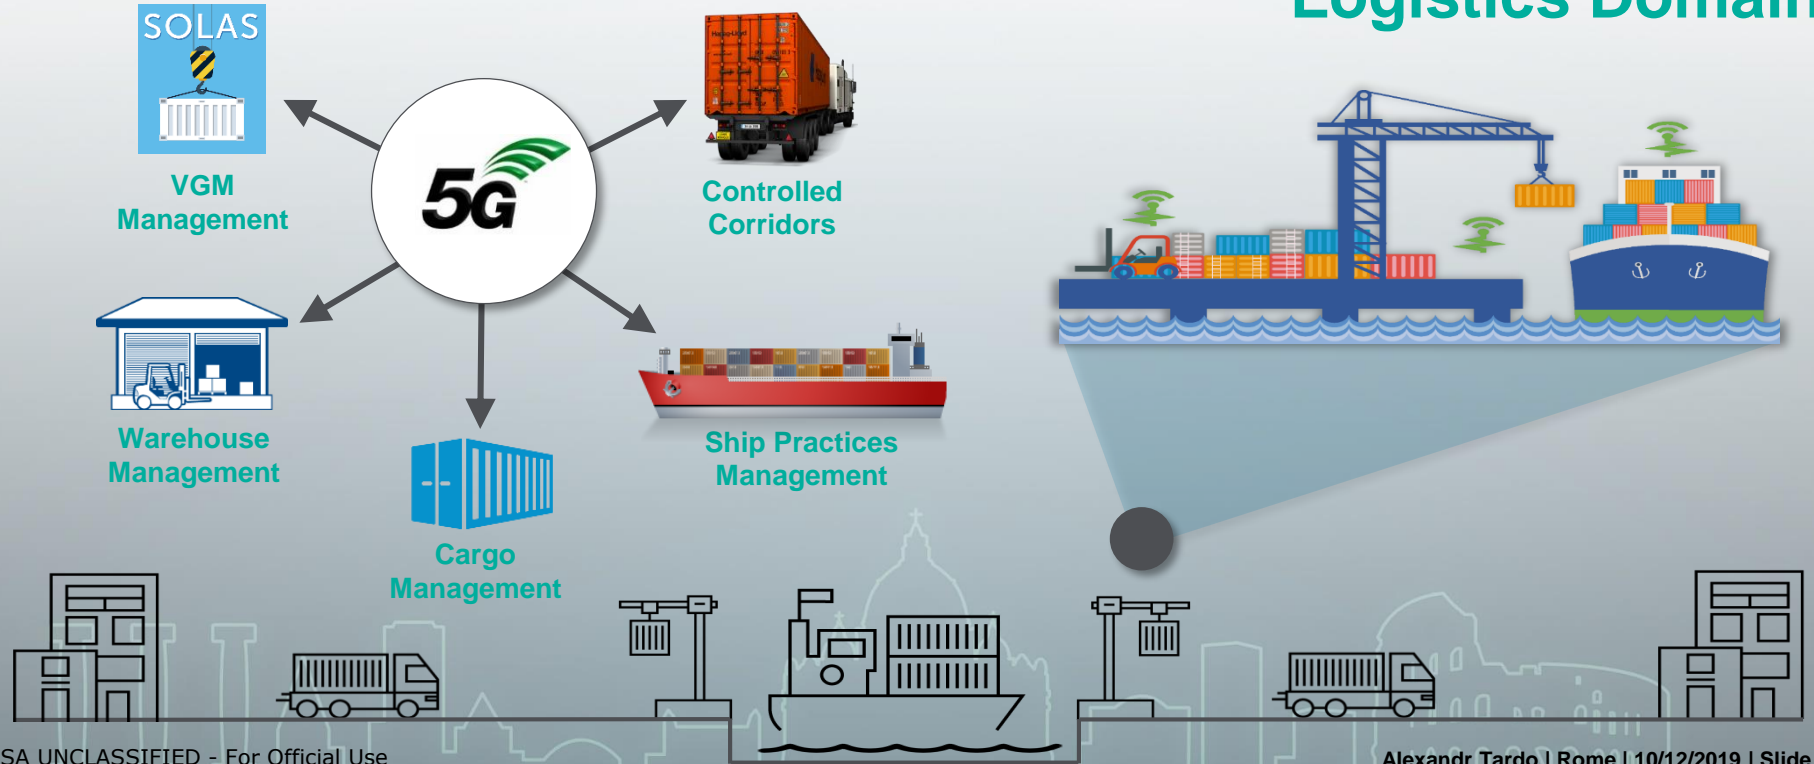 Logistics Domain
SOLAS
5G
VGM
Management
Controlled
Corridors
Warehouse
Management
Ship Practices
Management
Cargo
Management
SA UNCLASSIFIED - For Official Use
Alexandr Tardo | Rome | 10/12/2019 | Slide